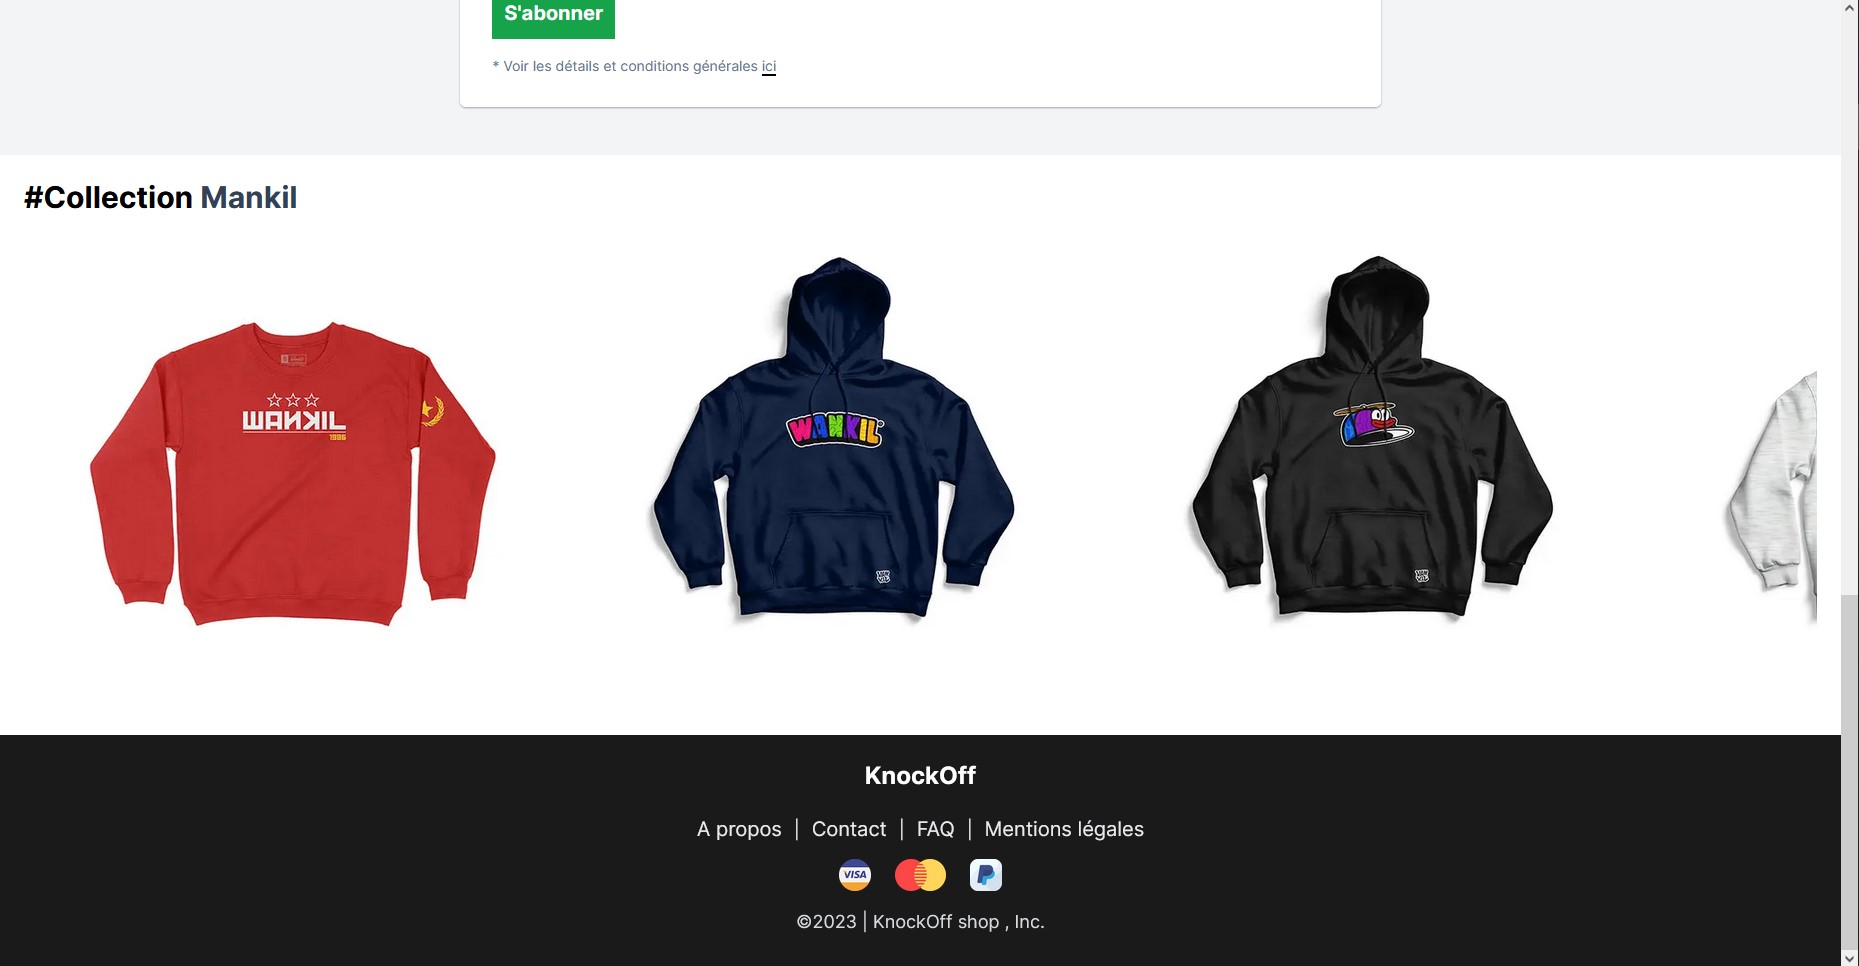 S'abonner
* Voir les détails et conditions générales ici
#Collection Mankil
WANKIL
1996
WANKIL
KnockOff
A propos | Contact | FAQ | Mentions légales
VISA
©2023 | KnockOff shop , Inc.